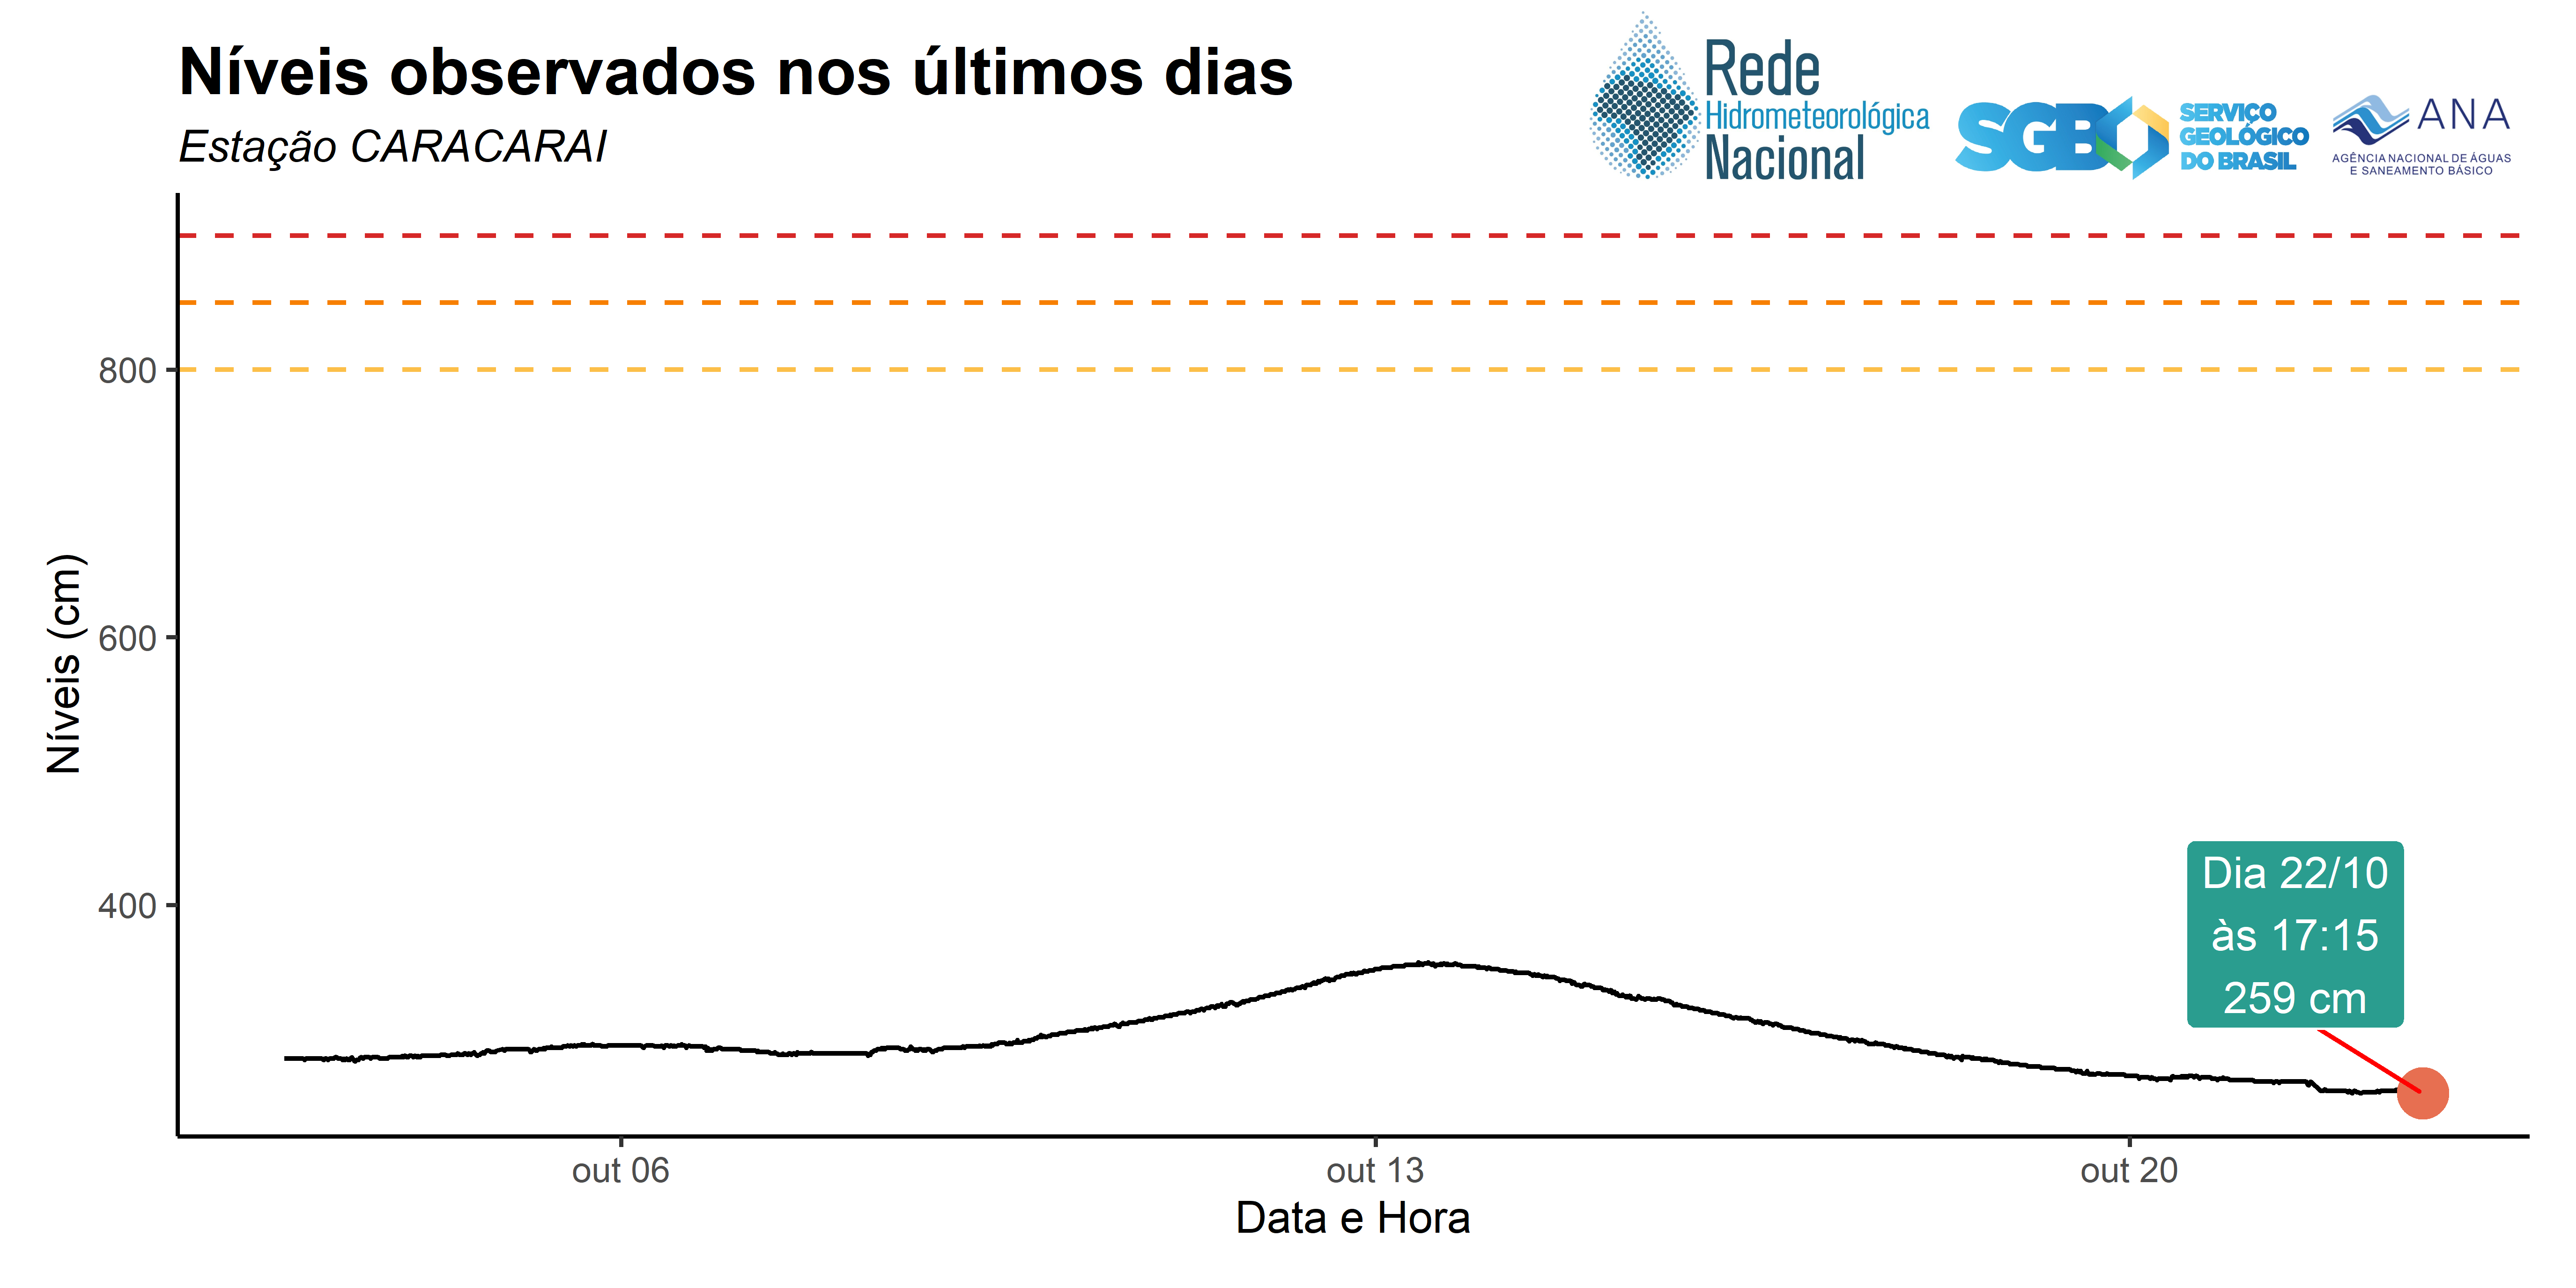 Níveis observados nos últimos dias
Estação CARACARAI
Rede
Hidrometeorológica
Nacional
SGB
SERVIÇO
GEOLÓGICO
DO BRASIL
ANA
AGÊNCIA NACIONAL DE ÁGUAS
E SANEAMENTO BÁSICO
Níveis (cm)
800
600
400
Dia 22/10
às 17:15
259 cm
out 06
out 13
out 20
Data e Hora